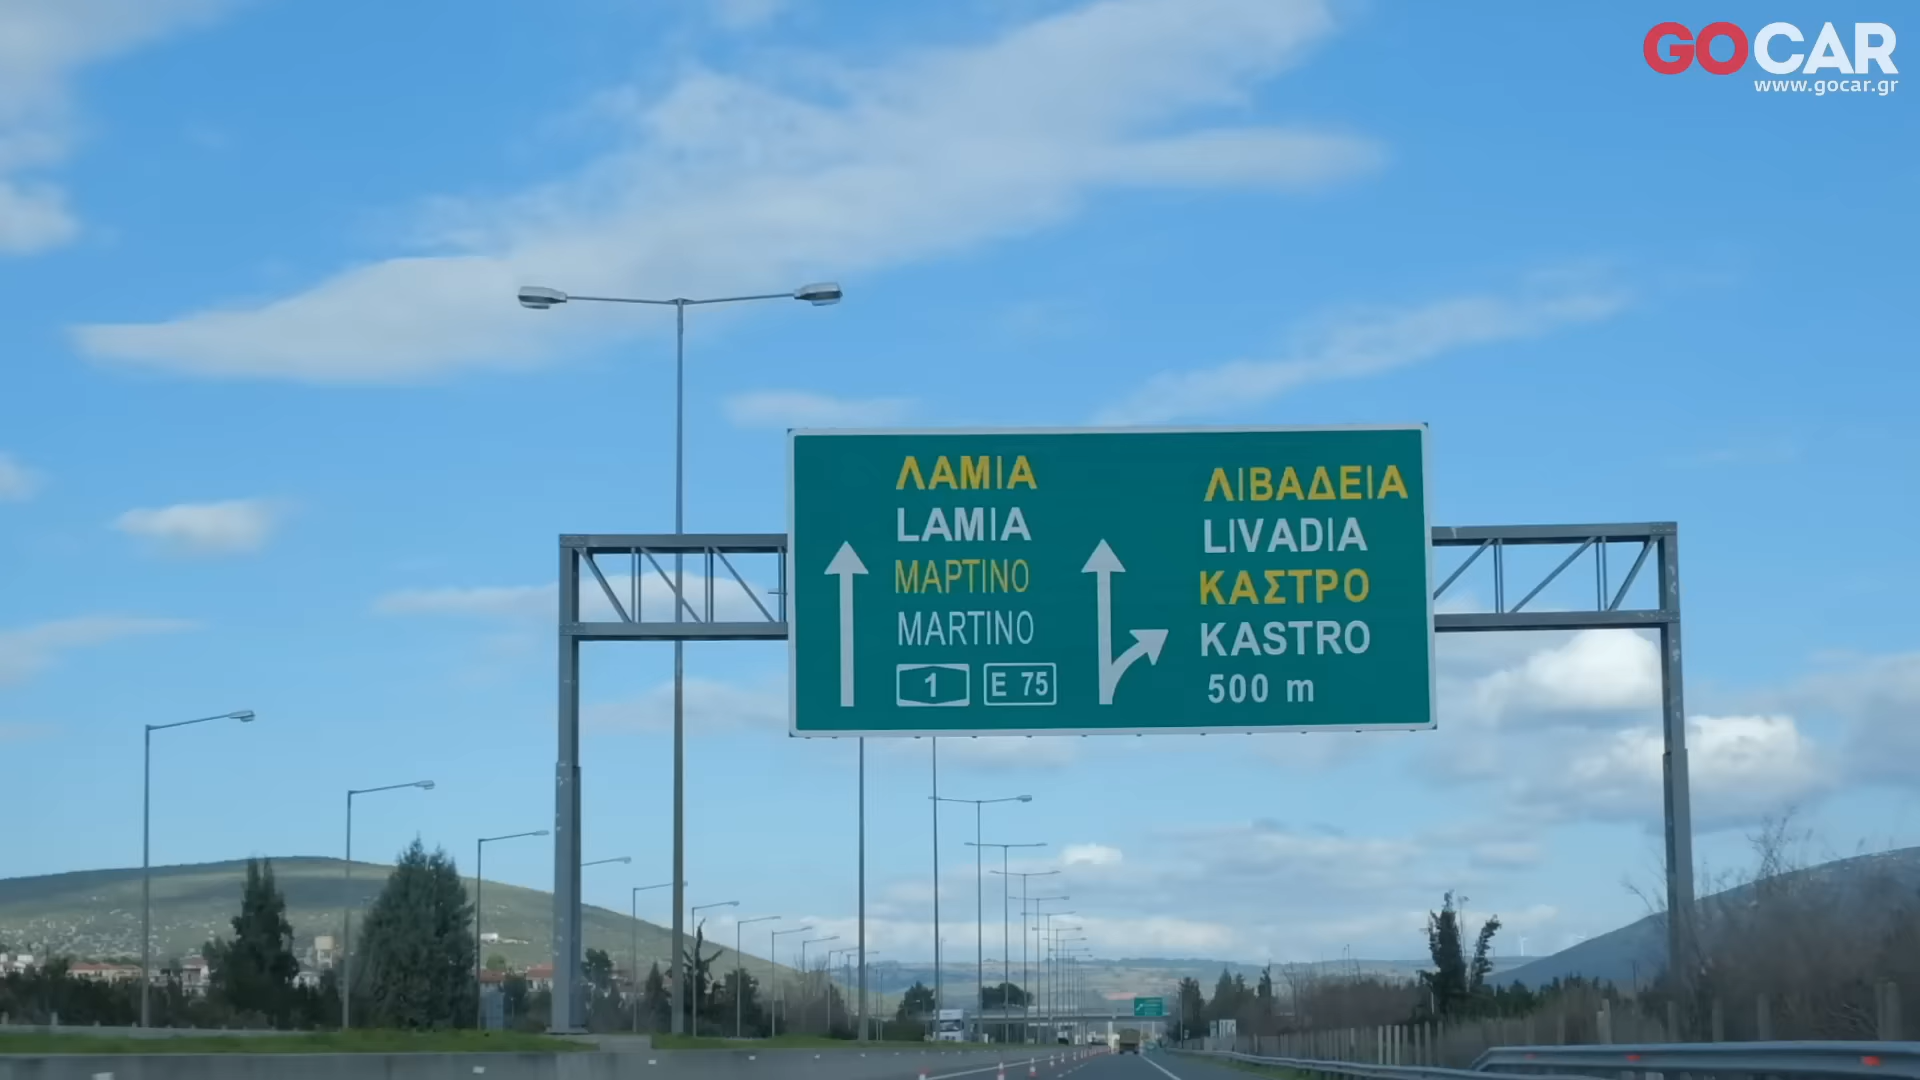 GOCAR
www.gocar.gr
ΛΑΜΙΑ
LAMIA
ΜΑΡΤΙΝΟ
MARTINO
1 E 75
ΛΙΒΑΔΕΙΑ
LIVADIA
ΚΑΣΤΡΟ
KASTRO
500 m